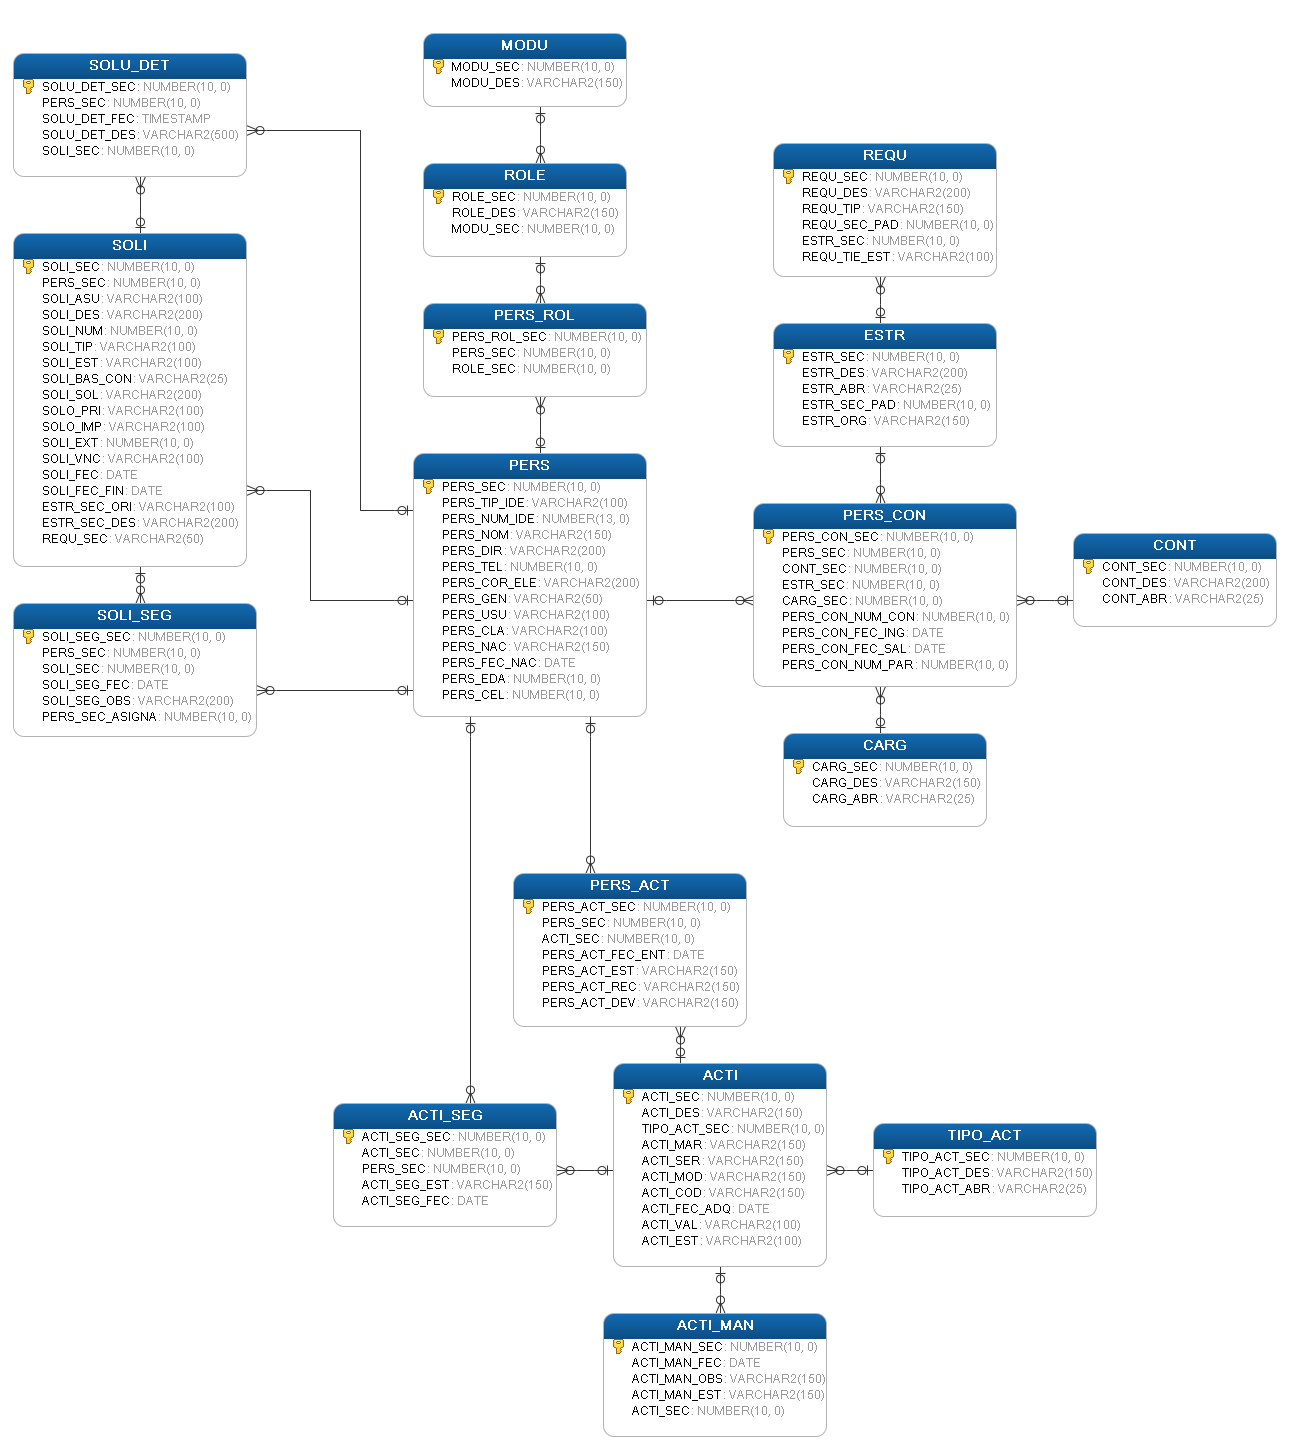 SOLU_DET
SOLU_DET_SEC: NUMBER(10, 0)
PERS_SEC: NUMBER(10, 0)
SOLU_DET_FEC: TIMESTAMP
SOLU_DET_DES: VARCHAR2(500)
SOLI_SEC: NUMBER(10, 0)
MODU
MODU_SEC: NUMBER(10, 0)
MODU_DES: VARCHAR2(150)
ROLE
ROLE_SEC: NUMBER(10, 0)
ROLE_DES: VARCHAR2(150)
MODU_SEC: NUMBER(10, 0)
REQU
REQU_SEC: NUMBER(10, 0)
REQU_DES: VARCHAR2(200)
REQU_TIP: VARCHAR2(150)
REQU_SEC_PAD: NUMBER(10, 0)
ESTR_SEC: NUMBER(10, 0)
REQU_TIE_EST: VARCHAR2(100)
SOLI
SOLI_SEC: NUMBER(10, 0)
PERS_SEC: NUMBER(10, 0)
SOLI_ASU: VARCHAR2(100)
SOLI_DES: VARCHAR2(200)
SOLI_NUM: NUMBER(10, 0)
SOLI_TIP: VARCHAR2(100)
SOLI_EST: VARCHAR2(100)
SOLI_BAS_CON: VARCHAR2(25)
SOLI_SOL: VARCHAR2(200)
SOLO_PRI: VARCHAR2(100)
SOLO_IMP: VARCHAR2(100)
SOLI_EXT: NUMBER(10, 0)
SOLI_VNC: VARCHAR2(100)
SOLI_FEC: DATE
SOLI_FEC_FIN: DATE
ESTR_SEC_ORI: VARCHAR2(100)
ESTR_SEC_DES: VARCHAR2(200)
REQU_SEC: VARCHAR2(50)
PERS_ROL
PERS_ROL_SEC: NUMBER(10, 0)
PERS_SEC: NUMBER(10, 0)
ROLE_SEC: NUMBER(10, 0)
ESTR
ESTR_SEC: NUMBER(10, 0)
ESTR_DES: VARCHAR2(200)
ESTR_ABR: VARCHAR2(25)
ESTR_SEC_PAD: NUMBER(10, 0)
ESTR_ORG: VARCHAR2(150)
PERS
PERS_SEC: NUMBER(10, 0)
PERS_TIP_IDE: VARCHAR2(100)
PERS_NUM_IDE: NUMBER(13, 0)
PERS_NOM: VARCHAR2(150)
PERS_DIR: VARCHAR2(200)
PERS_TEL: NUMBER(10, 0)
PERS_COR_ELE: VARCHAR2(200)
PERS_GEN: VARCHAR2(50)
PERS_USU: VARCHAR2(100)
PERS_CLA: VARCHAR2(100)
PERS_NAC: VARCHAR2(150)
PERS_FEC_NAC: DATE
PERS_EDA: NUMBER(10, 0)
PERS_CEL: NUMBER(10, 0)
PERS_CON
PERS_CON_SEC: NUMBER(10, 0)
PERS_SEC: NUMBER(10, 0)
CONT_SEC: NUMBER(10, 0)
ESTR_SEC: NUMBER(10, 0)
CARG_SEC: NUMBER(10, 0)
PERS_CON_NUM_CON: NUMBER(10, 0)
PERS_CON_FEC_ING: DATE
PERS_CON_FEC_SAL: DATE
PERS_CON_NUM_PAR: NUMBER(10, 0)
CONT
CONT_SEC: NUMBER(10, 0)
CONT_DES: VARCHAR2(200)
CONT_ABR: VARCHAR2(25)
SOLI_SEG
SOLI_SEG_SEC: NUMBER(10, 0)
PERS_SEC: NUMBER(10, 0)
SOLI_SEC: NUMBER(10, 0)
SOLI_SEG_FEC: DATE
SOLI_SEG_OBS: VARCHAR2(200)
PERS_SEC_ASIGNA: NUMBER(10, 0)
CARG
CARG_SEC: NUMBER(10, 0)
CARG_DES: VARCHAR2(150)
CARG_ABR: VARCHAR2(25)
PERS_ACT
PERS_ACT_SEC: NUMBER(10, 0)
PERS_SEC: NUMBER(10, 0)
ACTI_SEC: NUMBER(10, 0)
PERS_ACT_FEC_ENT: DATE
PERS_ACT_EST: VARCHAR2(150)
PERS_ACT_REC: VARCHAR2(150)
PERS_ACT_DEV: VARCHAR2(150)
ACTI
ACTI_SEC: NUMBER(10, 0)
ACTI_DES: VARCHAR2(150)
TIPO_ACT_SEC: NUMBER(10, 0)
ACTI_MAR: VARCHAR2(150)
ACTI_SER: VARCHAR2(150)
ACTI_MOD: VARCHAR2(150)
ACTI_COD: VARCHAR2(150)
ACTI_FEC_ADQ: DATE
ACTI_VAL: VARCHAR2(100)
ACTI_EST: VARCHAR2(100)
ACTI_SEG
ACTI_SEG_SEC: NUMBER(10, 0)
ACTI_SEC: NUMBER(10, 0)
PERS_SEC: NUMBER(10, 0)
ACTI_SEG_EST: VARCHAR2(150)
ACTI_SEG_FEC: DATE
TIPO_ACT
TIPO_ACT_SEC: NUMBER(10, 0)
TIPO_ACT_DES: VARCHAR2(150)
TIPO_ACT_ABR: VARCHAR2(25)
ACTI_MAN
ACTI_MAN_SEC: NUMBER(10, 0)
ACTI_MAN_FEC: DATE
ACTI_MAN_OBS: VARCHAR2(150)
ACTI_MAN_EST: VARCHAR2(150)
ACTI_SEC: NUMBER(10, 0)